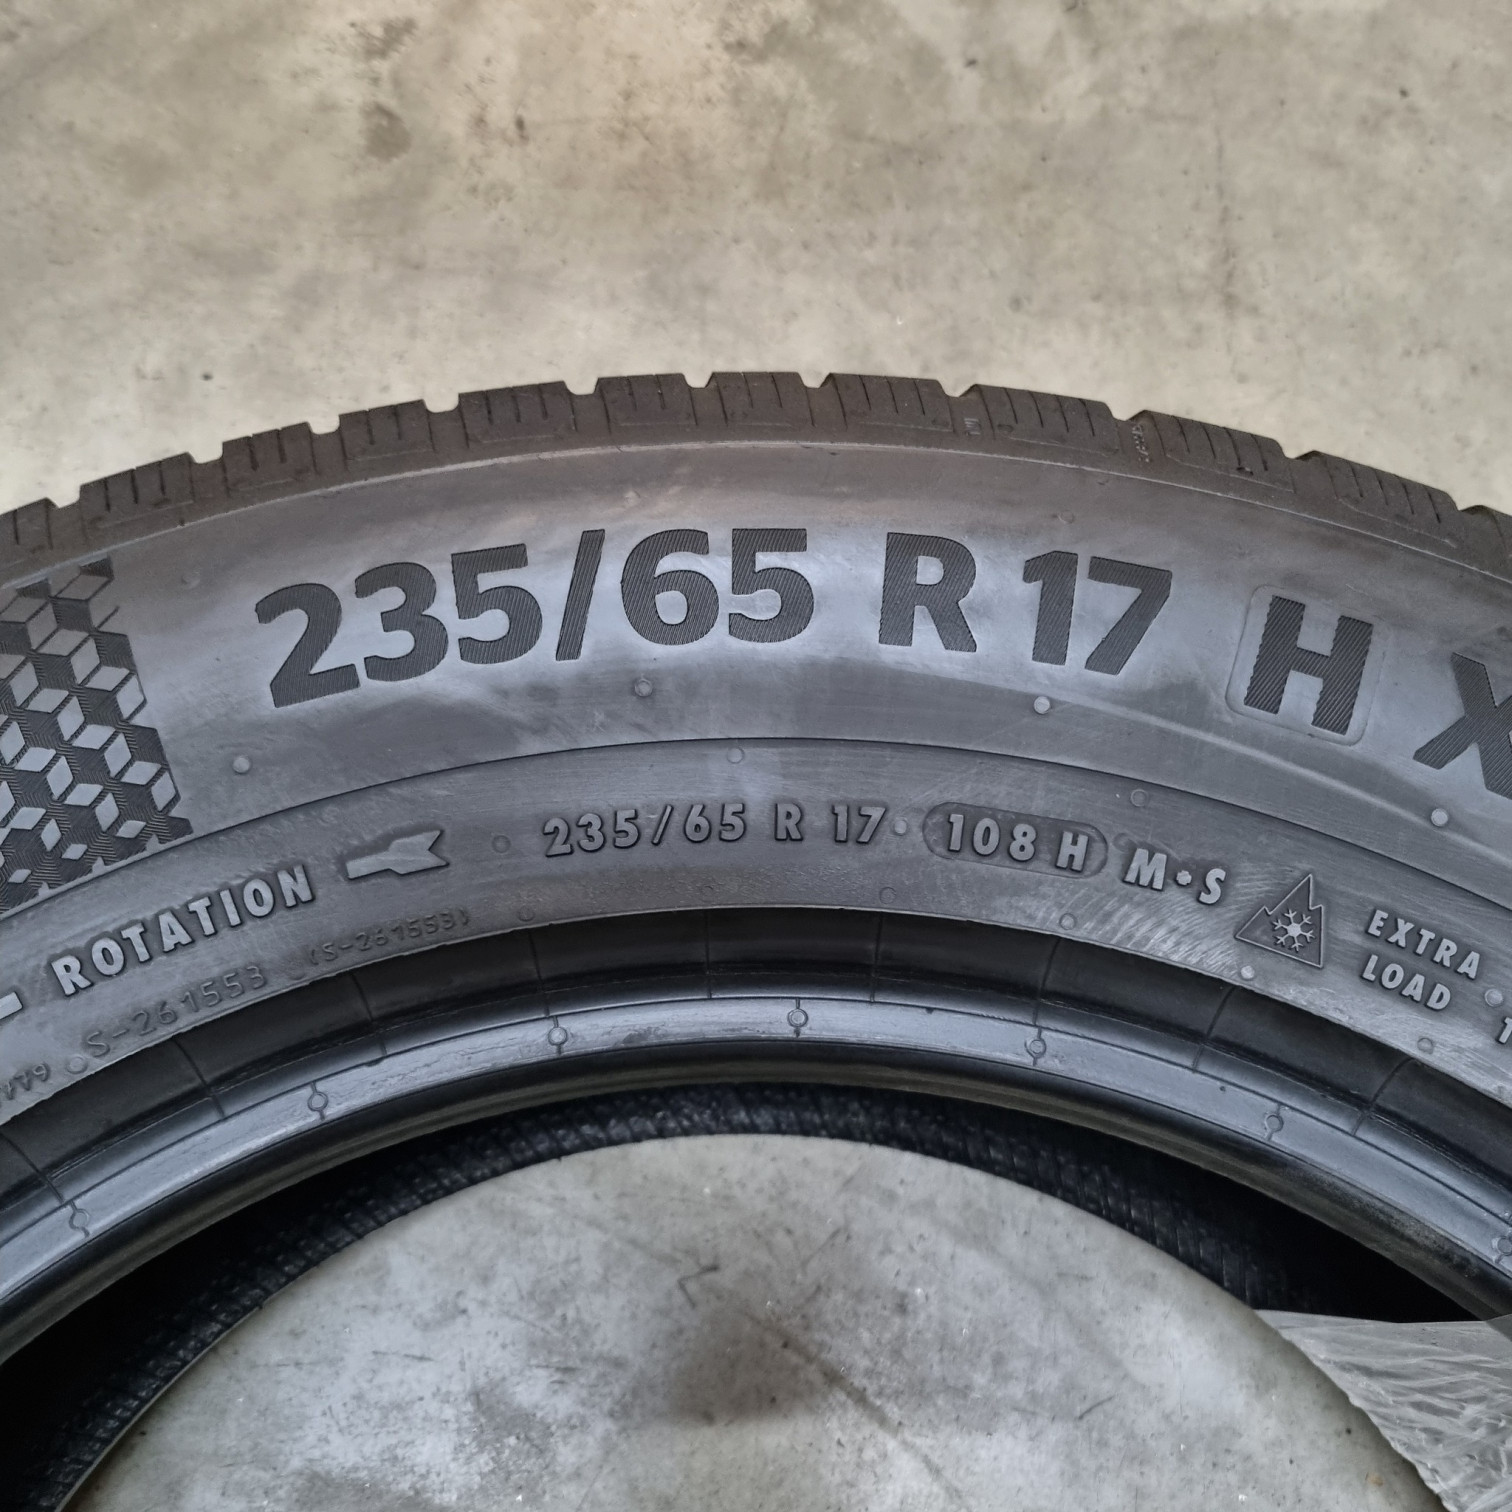 235/65 R 17 H X
ROTATION
235/65 R 17 108 H M+S
EXTRA
LOAD
S-261553 (S-261553)